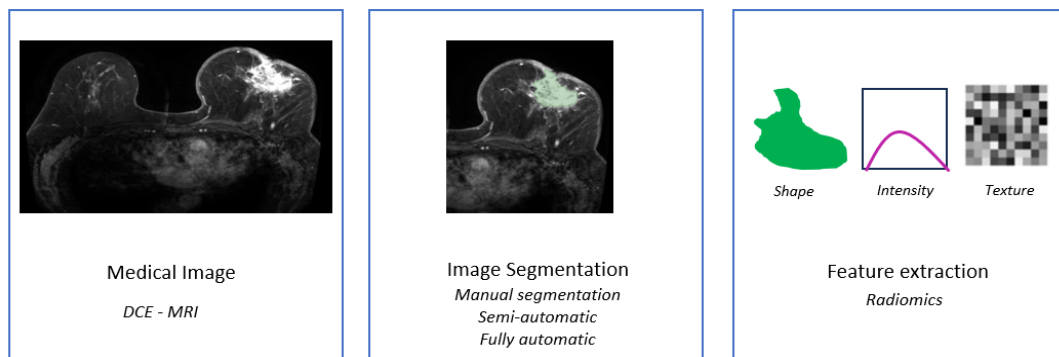 Medical Image
DCE - MRI
Image Segmentation
Manual segmentation
Semi-automatic
Fully automatic
Shape
Intensity
Texture
Feature extraction
Radiomics